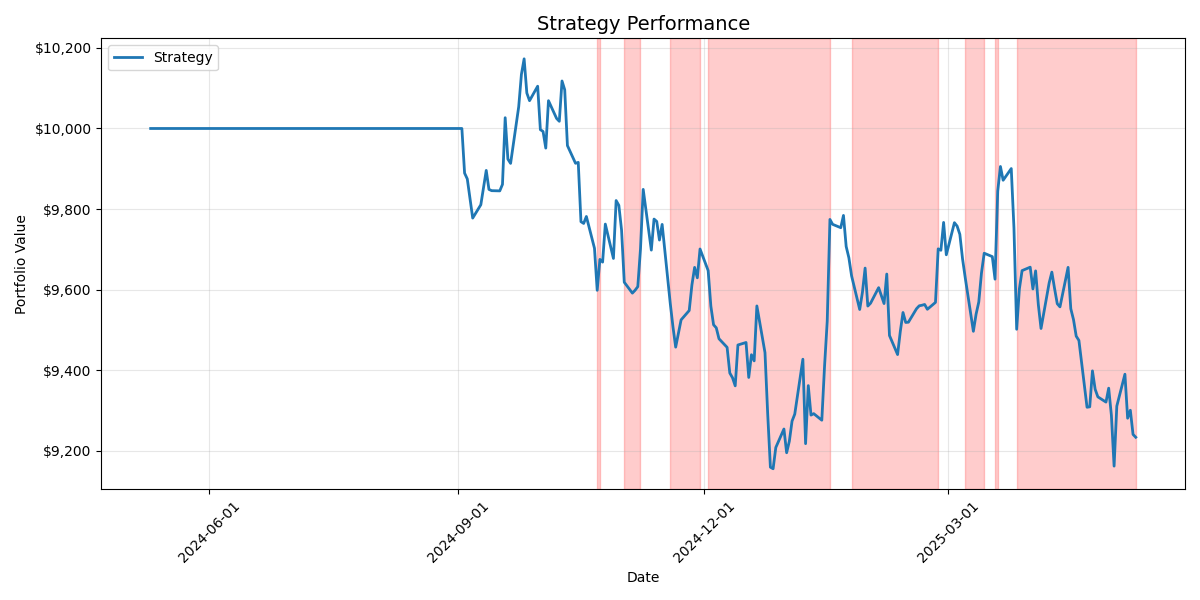 Strategy Performance
Strategy
$10,200
$10,000
$9,800
$9,600
$9,400
$9,200
Portfolio Value
2024-06-01
2024-09-01
2024-12-01
2025-03-01
Date